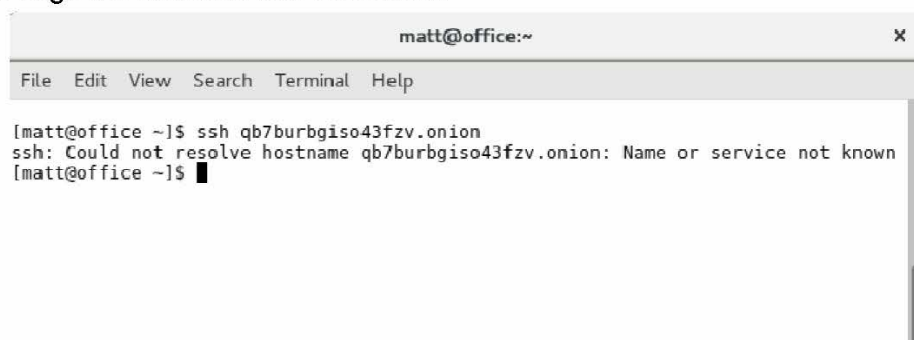 matt@office:~ ×
File Edit View Search Terminal Help
[matt@office ~]$ ssh qb7burbgiso43fzv.onion
ssh: Could not resolve hostname qb7burbgiso43fzv.onion: Name or service not known
[matt@office ~]$